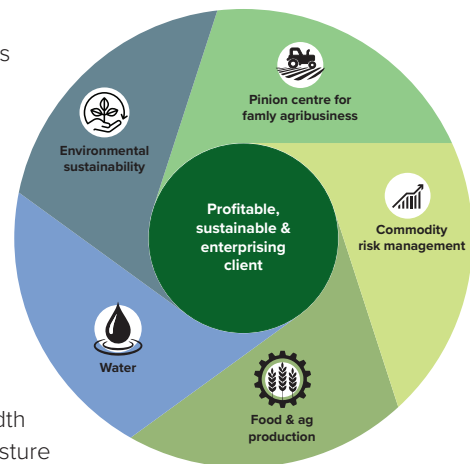 s
Pinion centre for
famly agribusiness
Environmental
sustainability
Profitable,
sustainable &
enterprising
client
Commodity
risk management
Water
Food & ag
production
dth
sture